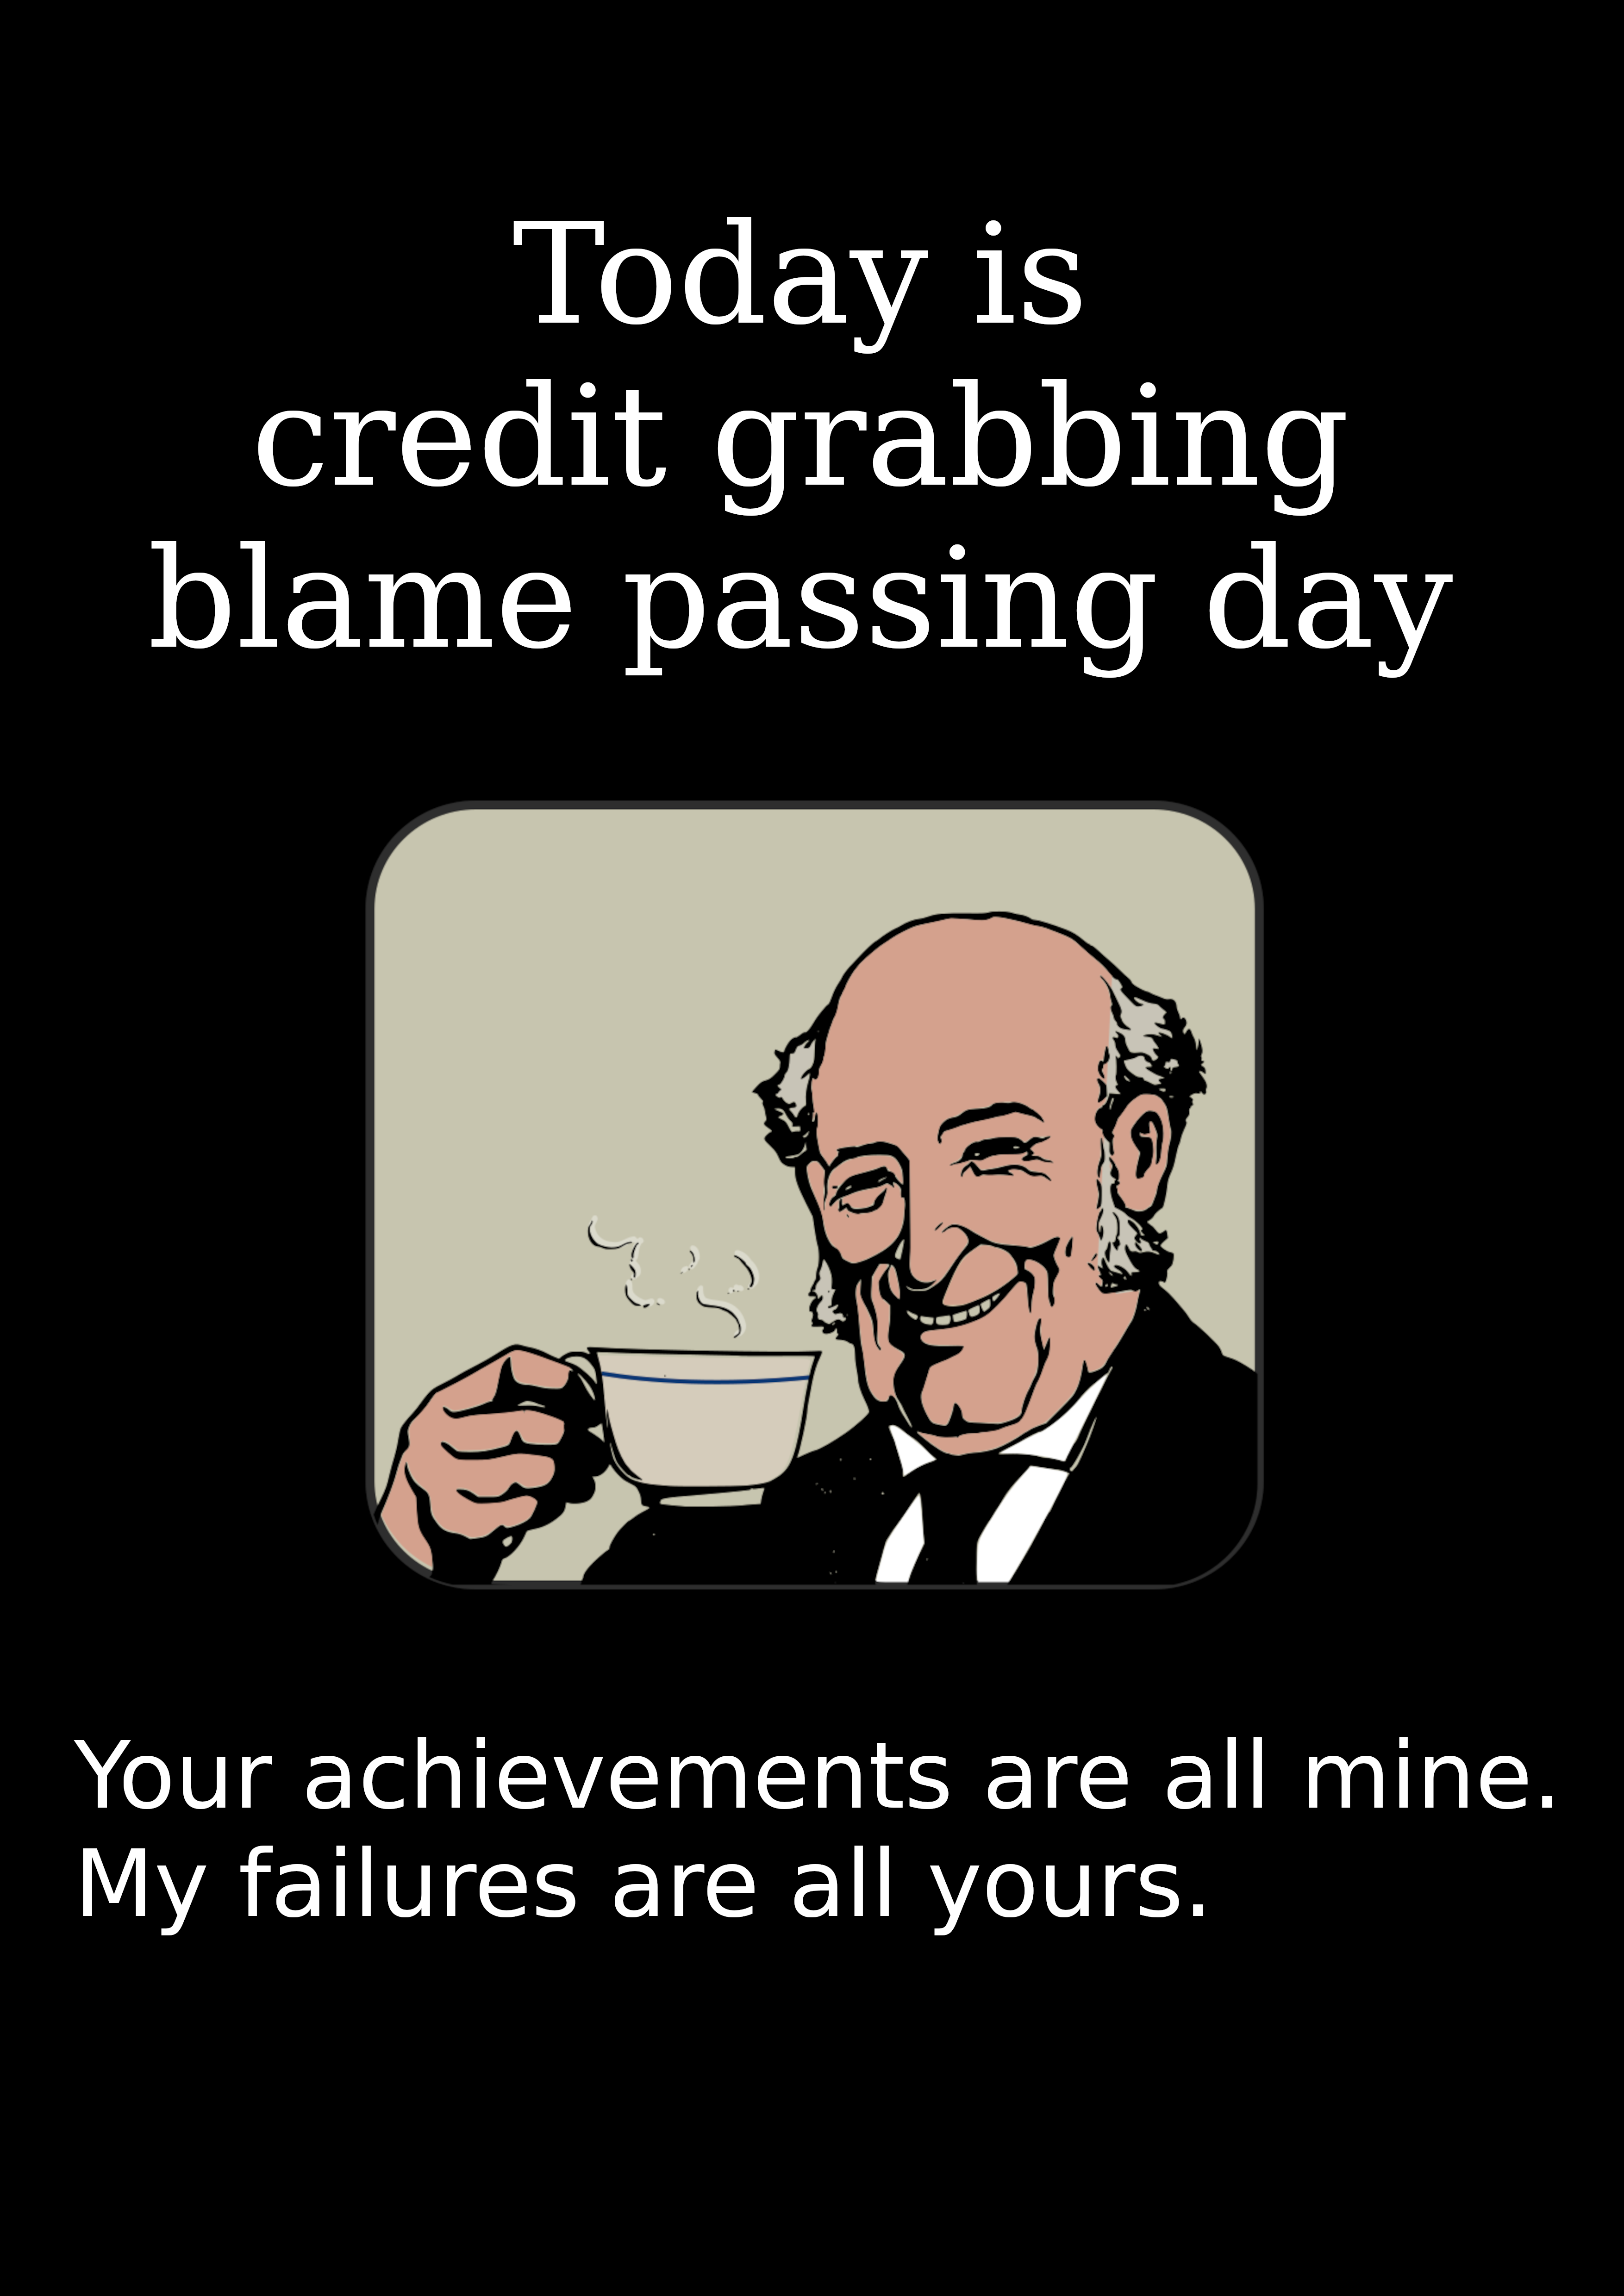 Today is
credit grabbing
blame passing day
Your achievements are all mine.
My failures are all yours.